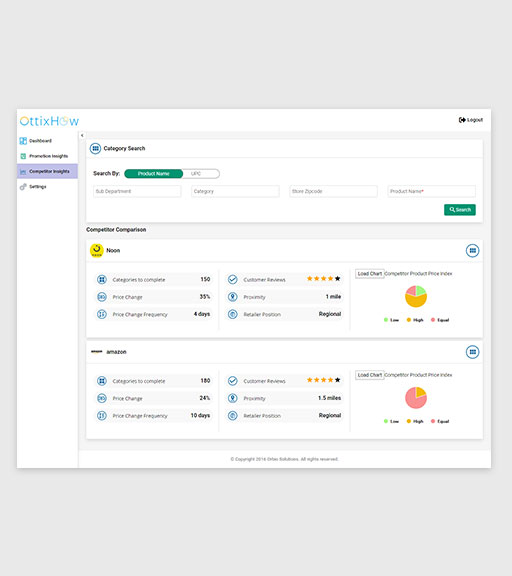 OttixHow
Logout
Dashboard
Promotion Insights
Competitor Insights
Settings
Category Search
Search By: Product Name UPC
Sub Department Category Store Zipcode Product Name*
Search
Competitor Comparison
Noon
Categories to complete 150 Customer Reviews
Price Change 35% Proximity 1 mile
Price Change Frequency 4 days Retailer Position Regional
Load Chart Competitor Product Price Index
Low High Equal
amazon
Categories to complete 180 Customer Reviews
Price Change 24% Proximity 1.5 miles
Price Change Frequency 10 days Retailer Position Regional
Load Chart Competitor Product Price Index
Low High Equal
© Copyright 2016 Solutions. All rights reserved.